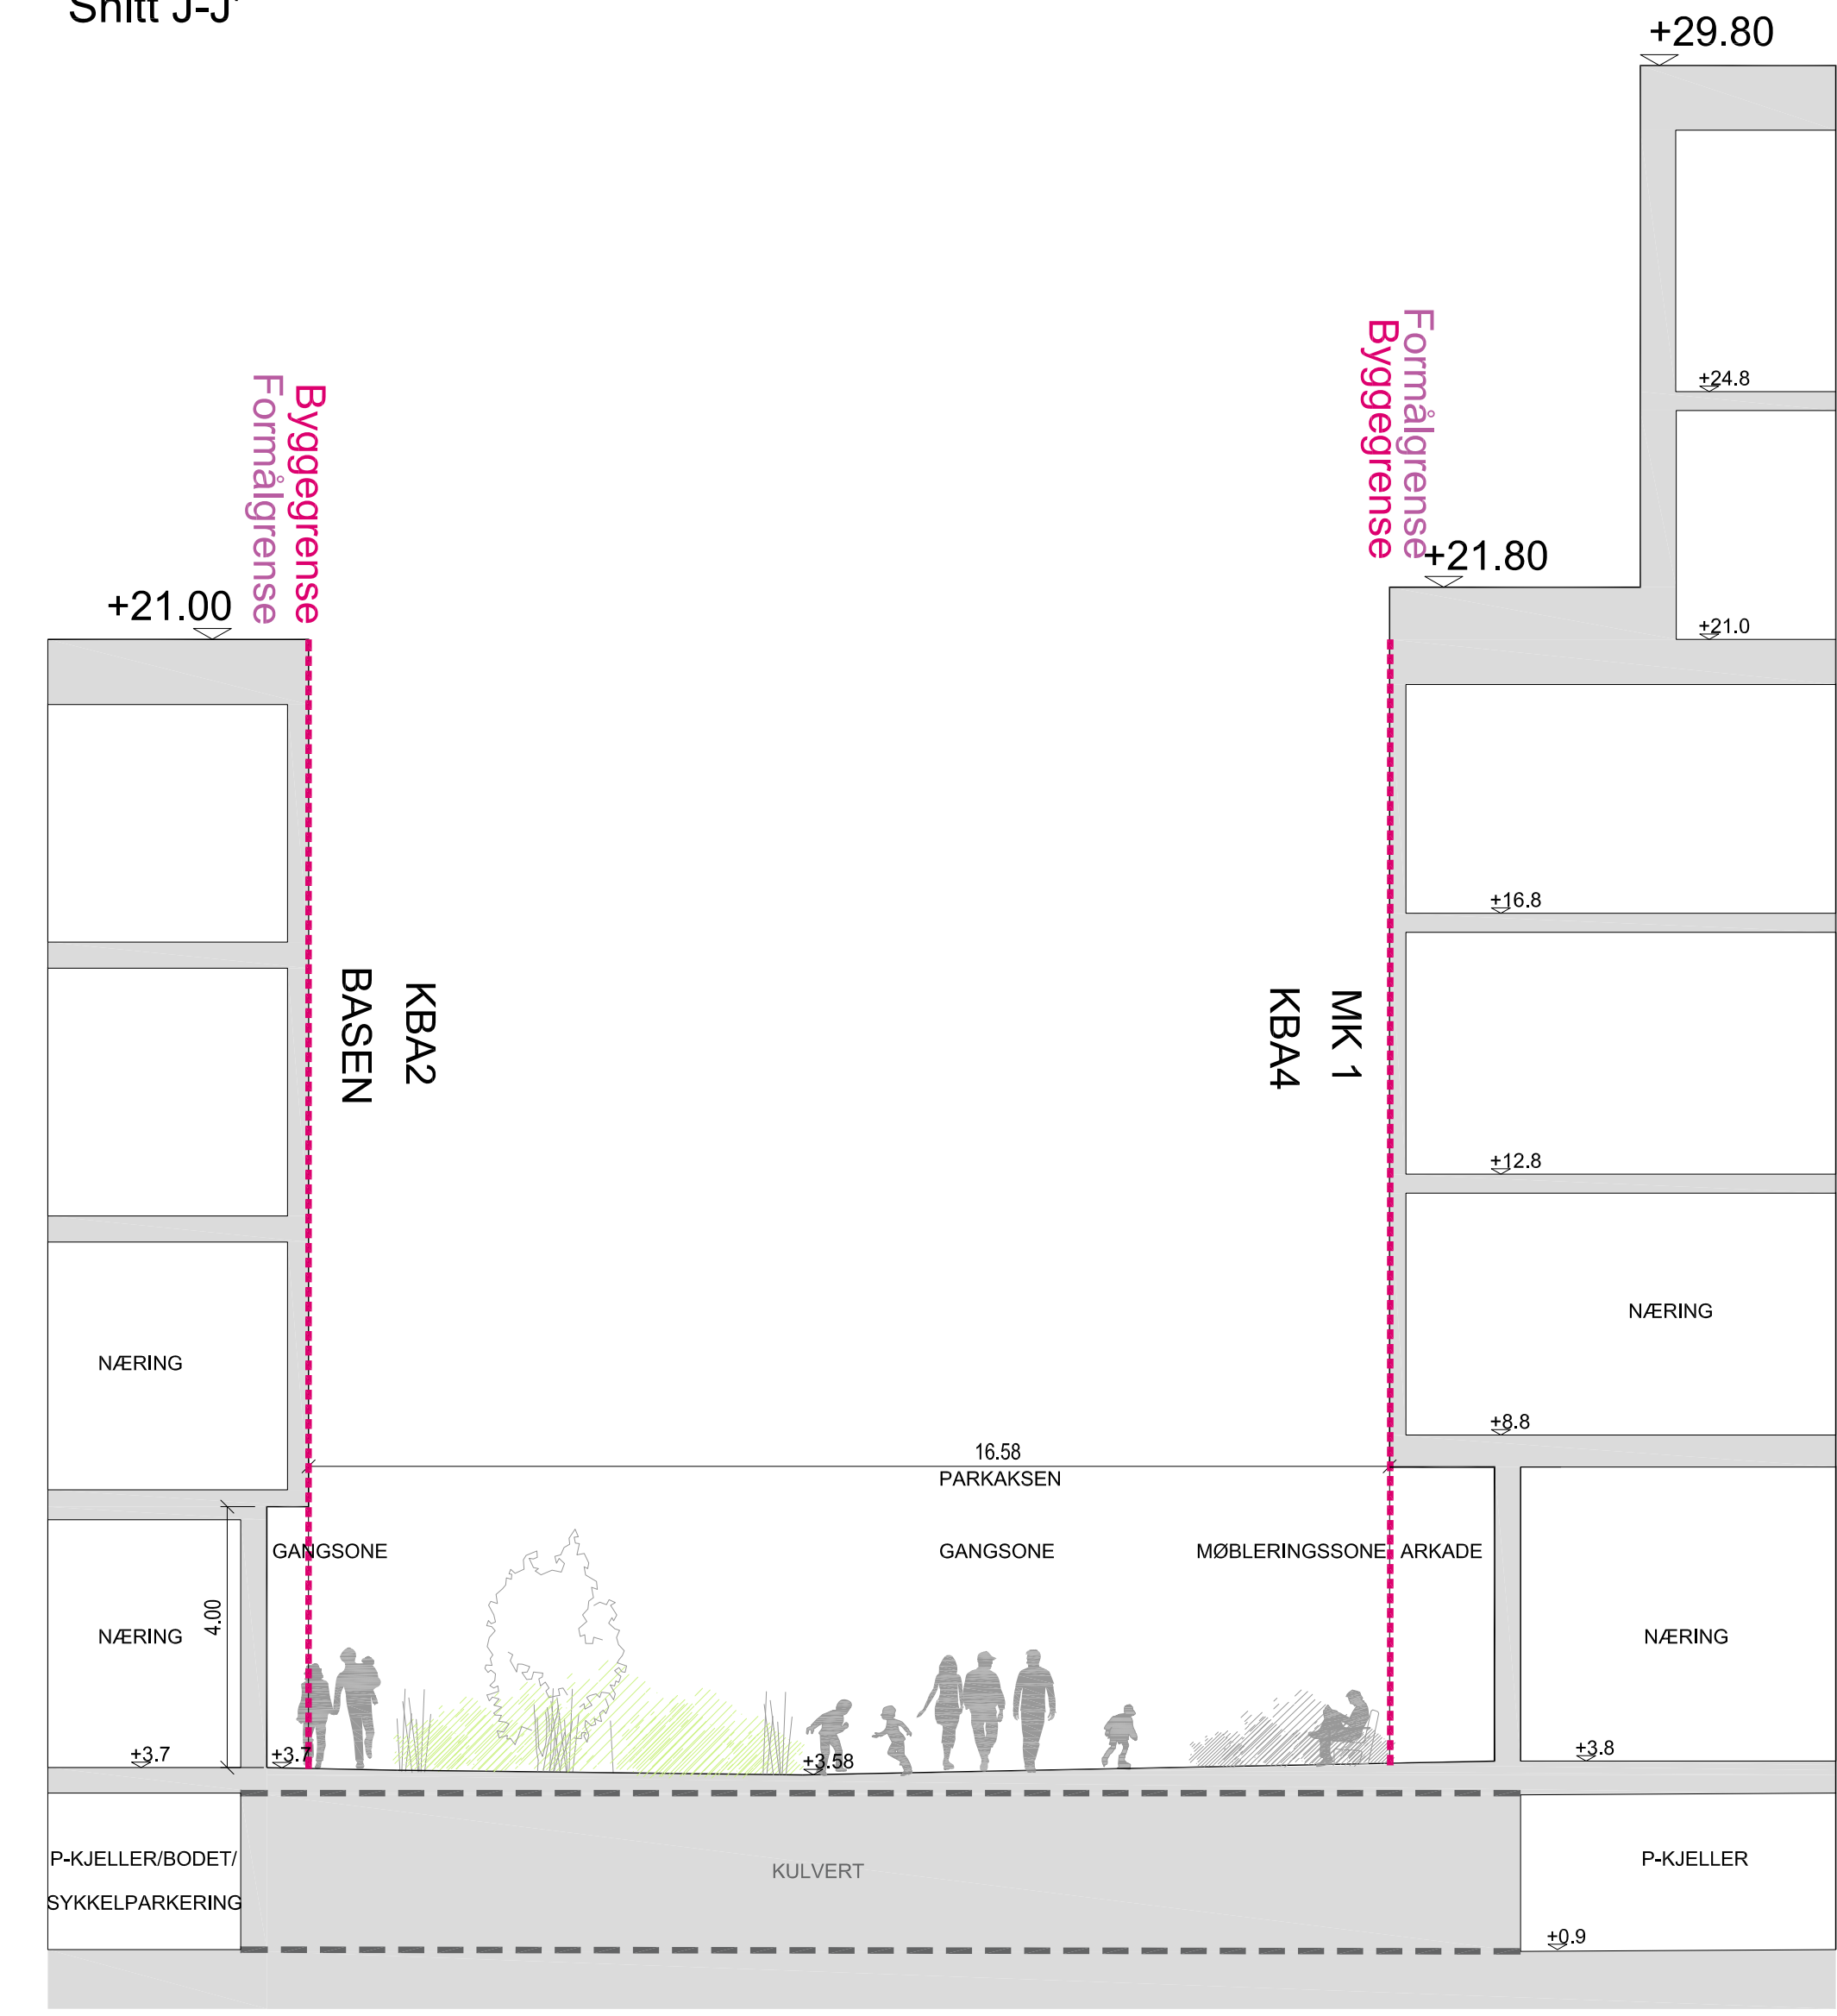 Snitt J-J'
+29.80
+24.8
Formålgrense
Byggegrense
Byggegrense
Formålgrense
+21.80
+21.00
+21.0
+16.8
BASEN
KBA2
KBA4
MK 1
+12.8
NÆRING
NÆRING
+8.8
16.58
PARKAKSEN
GANGSONE
GANGSONE
MØBLERINGSSONE
ARKADE
4.00
NÆRING
NÆRING
+3.7
+3.7
+3.58
+3.8
P-KJELLER/BODET/
SYKKELPARKERING
KULVERT
P-KJELLER
+0.9